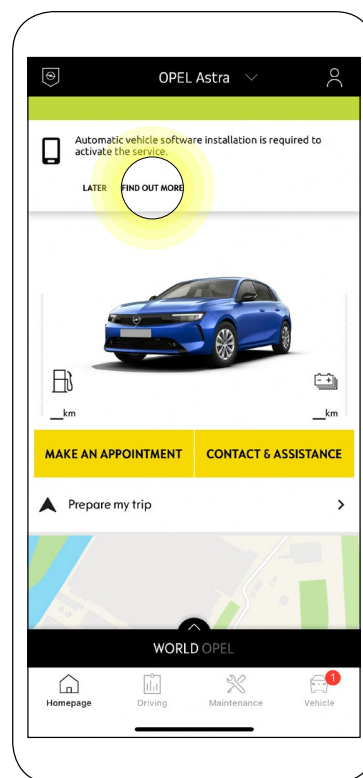 OPEL Astra
Automatic vehicle software installation is required to
activate the service.
LATER FIND OUT MORE
__km __km
MAKE AN APPOINTMENT CONTACT & ASSISTANCE
Prepare my trip
WORLD OPEL
1
Homepage Driving Maintenance Vehicle